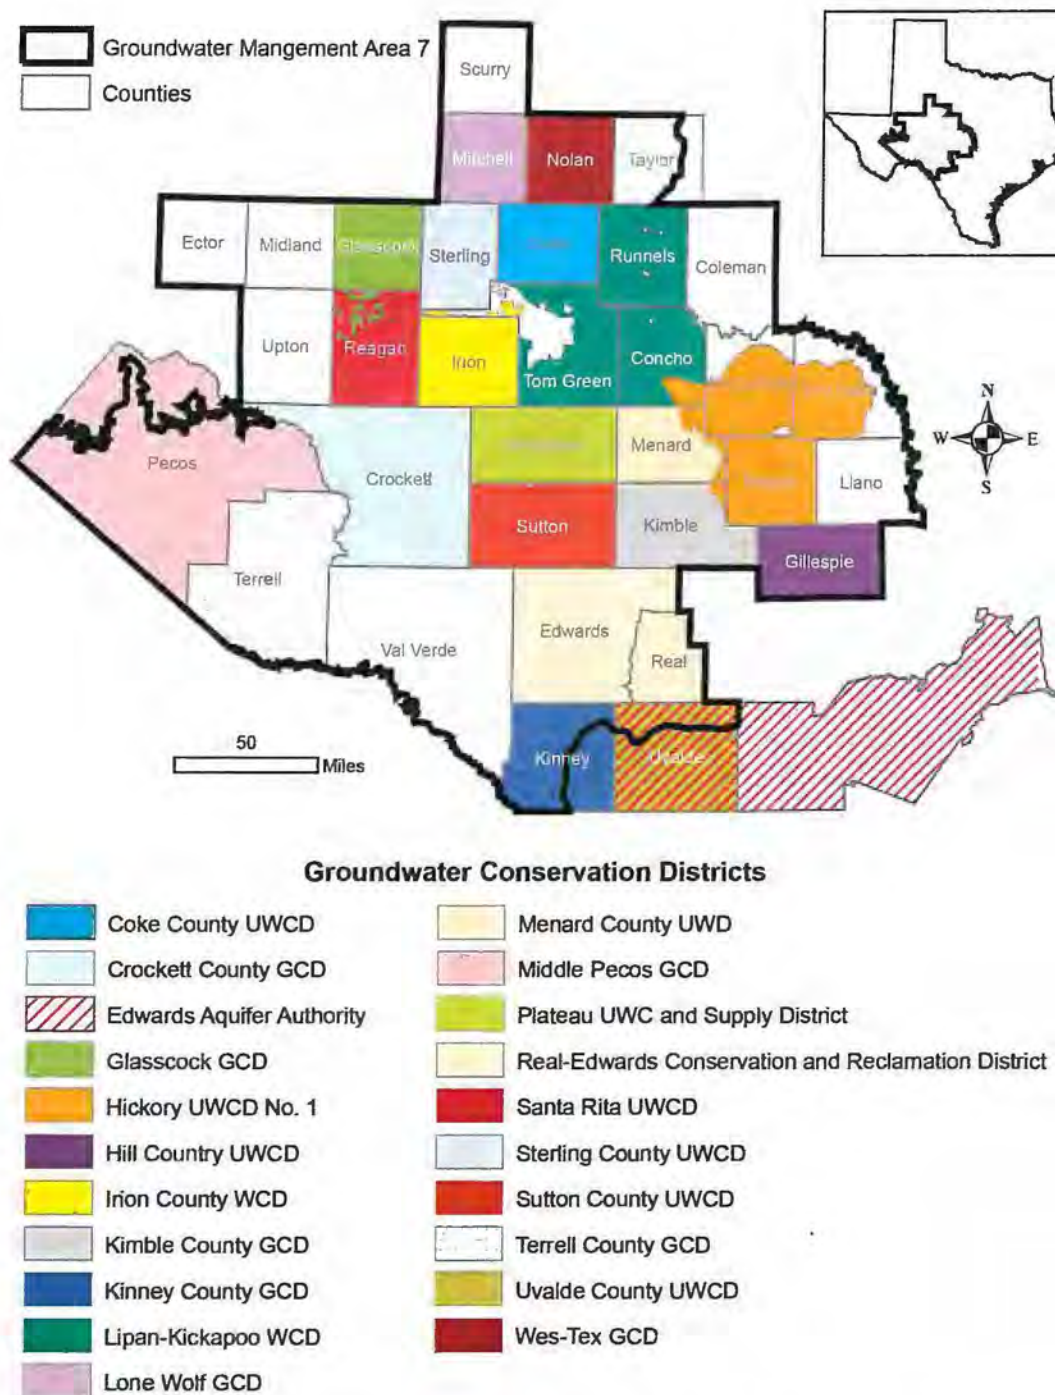 Groundwater Mangement Area 7
Counties
Scurry
Mitchell
Nolan
Taylor
Ector
Midland
Glasscock
Sterling
Runnels
Coleman
Upton
Reagan
Irion
Tom Green
Concho
Pecos
Crockett
Menard
Llano
Sutton
Kimble
Gillespie
Terrell
Val Verde
Edwards
Real
Kinney
Uvalde
N
W
E
S
50
Miles
Groundwater Conservation Districts
Coke County UWCD
Crockett County GCD
Edwards Aquifer Authority
Glasscock GCD
Hickory UWCD No. 1
Hill Country UWCD
Irion County WCD
Kimble County GCD
Kinney County GCD
Lipan-Kickapoo WCD
Lone Wolf GCD
Menard County UWD
Middle Pecos GCD
Plateau UWC and Supply District
Real-Edwards Conservation and Reclamation District
Santa Rita UWCD
Sterling County UWCD
Sutton County UWCD
Terrell County GCD
Uvalde County UWCD
Wes-Tex GCD